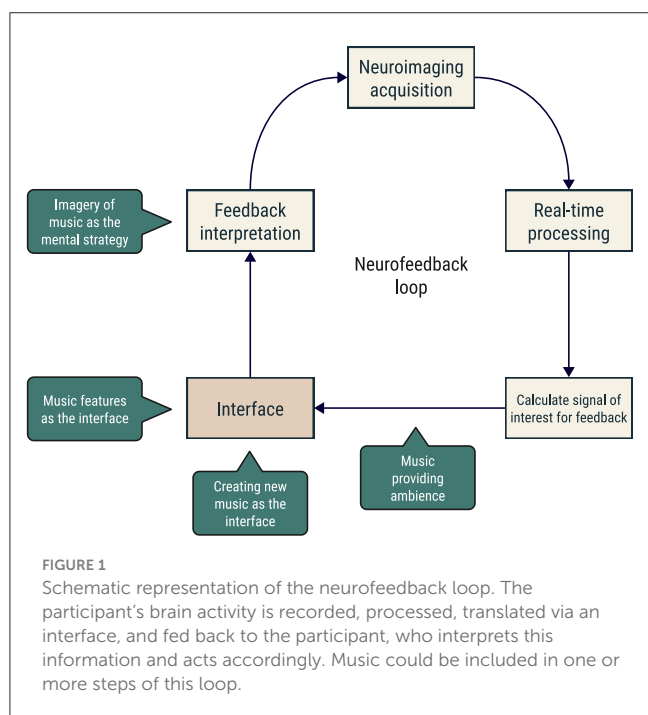 Neuroimaging
acquisition
Imagery of
music as the
mental strategy
Feedback
interpretation
Real-time
processing
Neurofeedback
loop
Music features
as the interface
Interface
Calculate signal of
interest for feedback
Creating new
music as the
interface
Music
providing
ambience
FIGURE 1
Schematic representation of the neurofeedback loop. The
participant's brain activity is recorded, processed, translated via an
interface, and fed back to the participant, who interprets this
information and acts accordingly. Music could be included in one or
more steps of this loop.